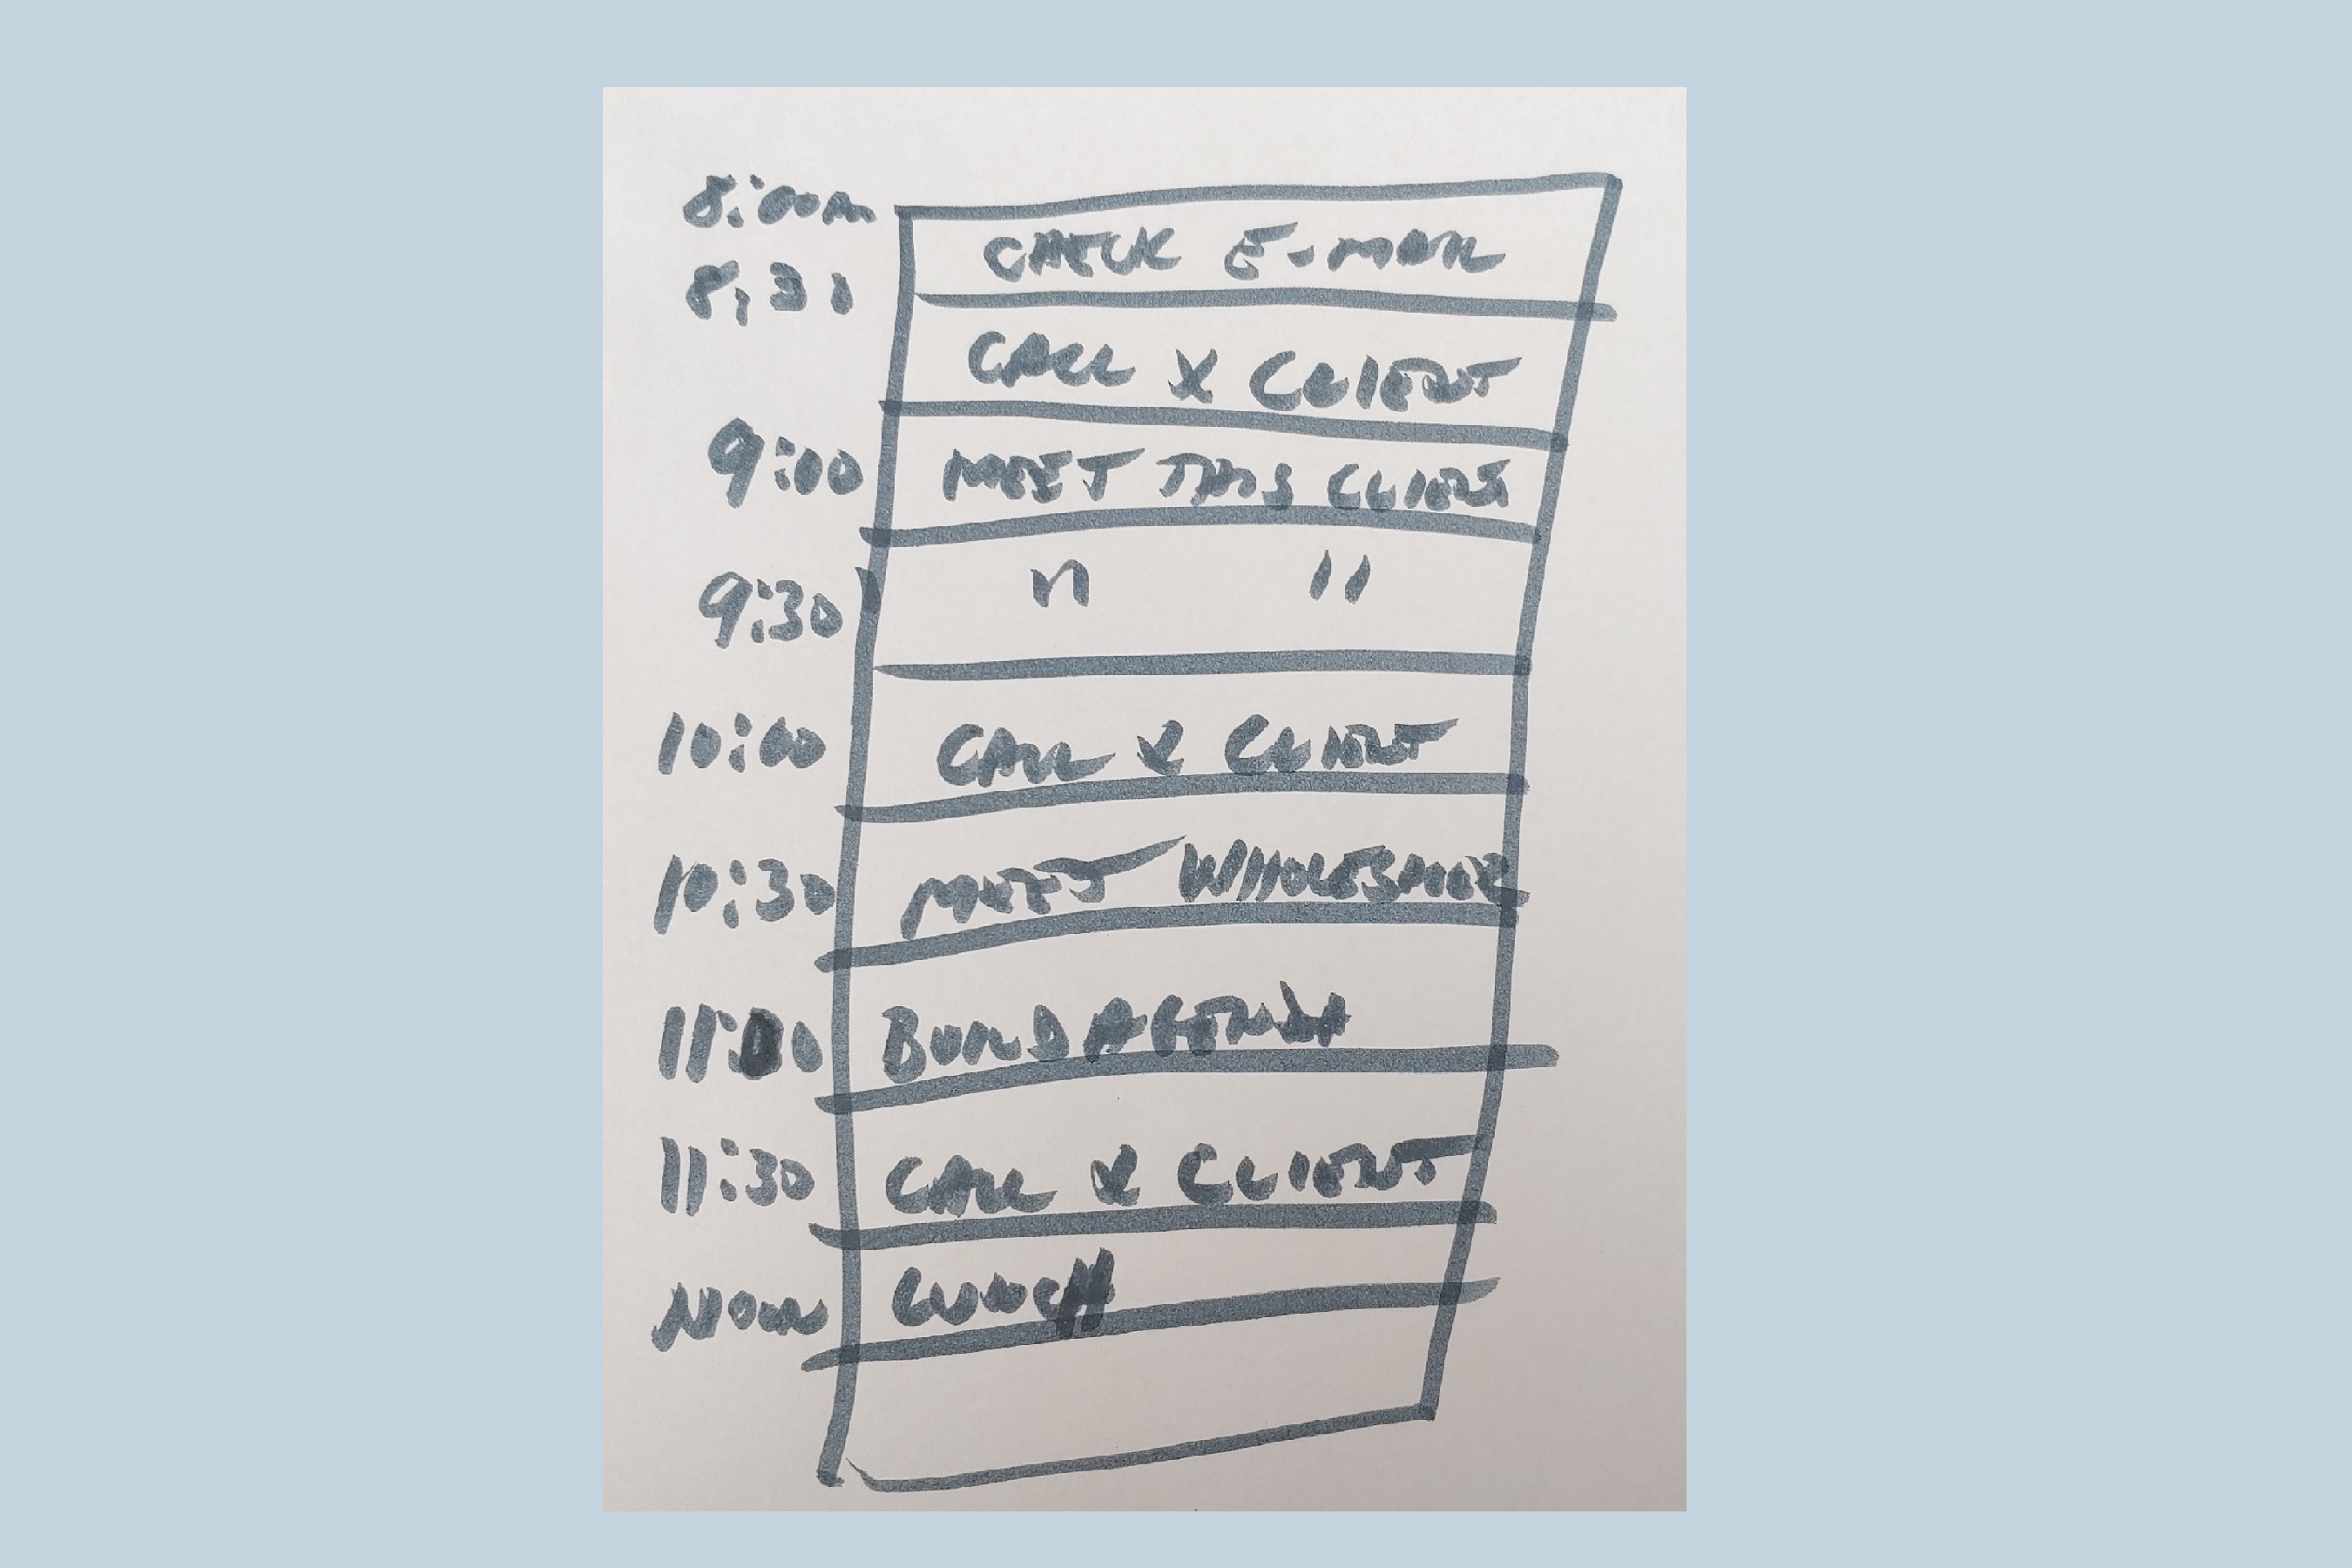 8:00am CHECK E-MAIL
8:30 CALL X CLIENT
9:00 MEET THIS CLIENT
9:30 " "
10:00 CALL X CLIENT
10:30 MEET WHOLESALER
11:00 BUILD AGENDA
11:30 CALL X CLIENT
NOON LUNCH